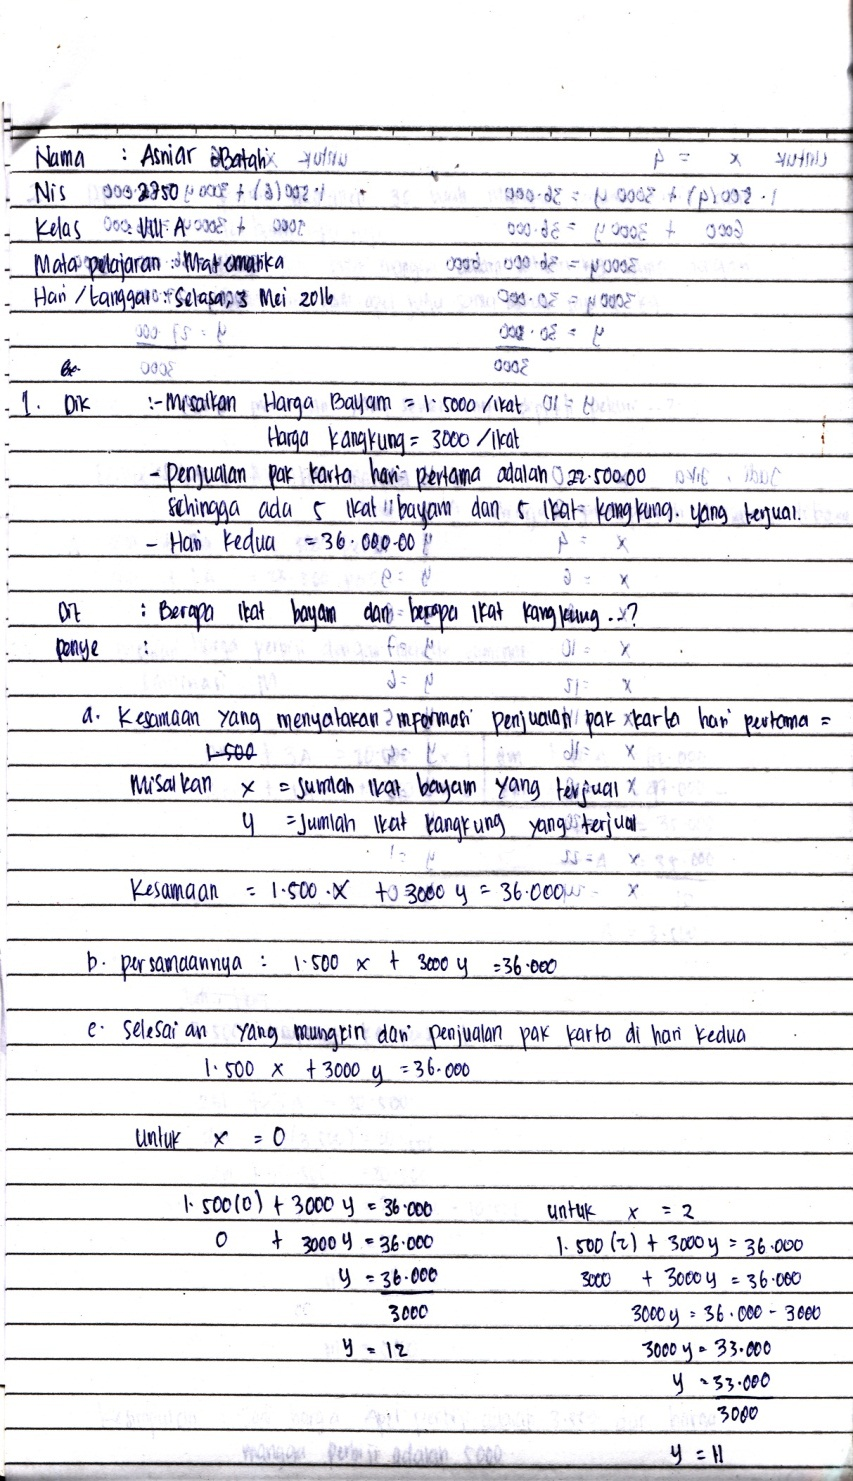 Nama : Asniar Batahi
Nis 2250
Kelas : VIII A
Mata pelajaran : Matematika
Hari / tanggal : Selasa, 3 Mei 2016
1. Dik :- Misalkan Harga Bayam = 1.5000 / ikat
Harga kangkung = 3000 / ikat
- Penjualan pak karta hari pertama adalah 22.500.00
sehingga ada 5 ikat bayam dan 5 ikat kangkung. yang terjual.
- Hari kedua = 36.000.00
Dit : Berapa ikat bayam dan berapa ikat kangkung ..?
penye :
a. Kesamaan yang menyatakan informasi penjualan pak karta hari pertama =
1.500
Misalkan x = Jumlah ikat bayam yang terjual
y = Jumlah ikat kangkung yang terjual
Kesamaan = 1.500 .x + 3000 y = 36.000
b. persamaannya : 1.500 x + 3000 y = 36.000
c. selesaian yang mungkin dari penjualan pak karto di hari kedua
1.500 x + 3000 y = 36.000
untuk x = 0
1.500(0) + 3000 y = 36.000
0 + 3000 y = 36.000
y = 36.000
3000
y = 12
untuk x = 2
1.500 (2) + 3000 y = 36.000
3000 + 3000 y = 36.000
3000 y = 36.000 - 3000
3000 y = 33.000
y = 33.000
3000
y = 11